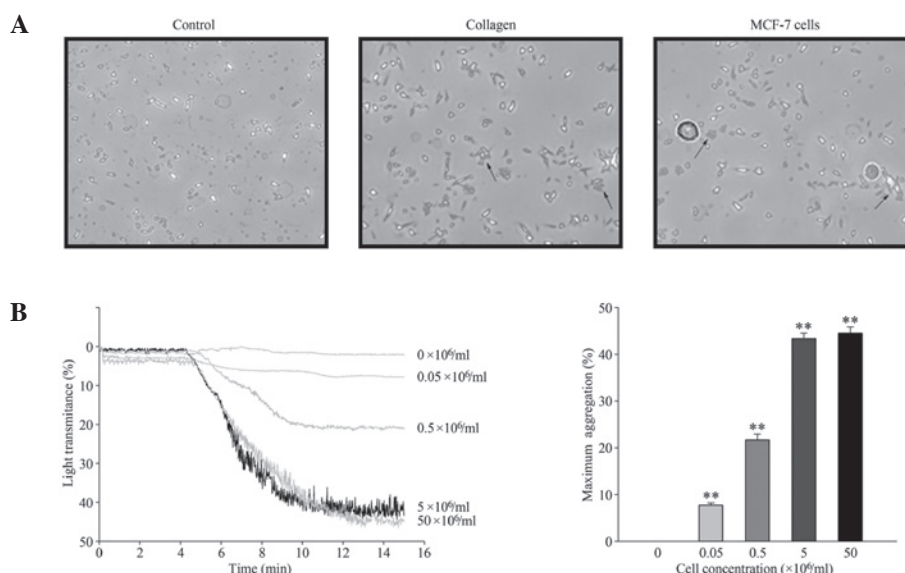 A
Control
Collagen
MCF-7 cells
B
0
10
20
30
40
50
Light transmitance (%)
0 2 4 6 8 10 12 14 16
Time (min)
0 ×10⁶/ml
0.05 ×10⁶/ml
0.5 ×10⁶/ml
5 ×10⁶/ml
50 ×10⁶/ml
50
40
30
20
10
0
Maximum aggregation (%)
**
**
**
**
0 0.05 0.5 5 50
Cell concentration (×10⁶/ml)